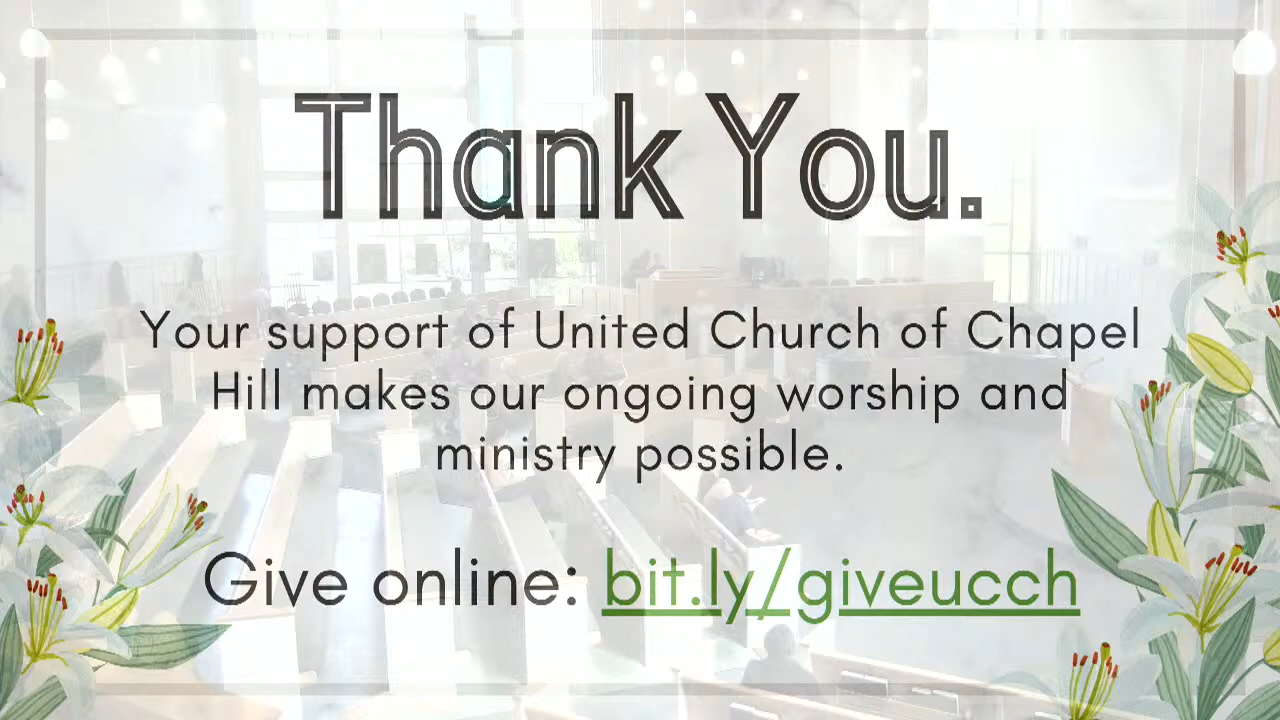 Thank You.
Your support of United Church of Chapel
Hill makes our ongoing worship and
ministry possible.
Give online: bit.ly/giveucch